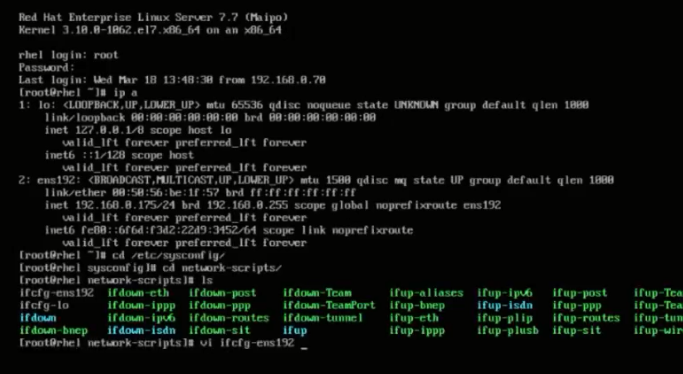 Red Hat Enterprise Linux Server 7.7 (Maipo)
Kernel 3.10.0-1062.el7.x86_64 on an x86_64
rhel login: root
Password:
Last login: Wed Mar 18 13:48:30 from 192.168.0.70
[root@rhel ~]# ip a
1: lo: <LOOPBACK,UP,LOWER_UP> mtu 65536 qdisc noqueue state UNKNOWN group default qlen 1000
link/loopback 00:00:00:00:00:00 brd 00:00:00:00:00:00
inet 127.0.0.1/8 scope host lo
valid_lft forever preferred_lft forever
inet6 ::1/128 scope host
valid_lft forever preferred_lft forever
2: ens192: <BROADCAST,MULTICAST,UP,LOWER_UP> mtu 1500 qdisc mq state UP group default qlen 1000
link/ether 00:50:56:be:1f:57 brd ff:ff:ff:ff:ff:ff
inet 192.168.0.175/24 brd 192.168.0.255 scope global noprefixroute ens192
valid_lft forever preferred_lft forever
inet6 fe80::6f6d:f3d2:22d9:3452/64 scope link noprefixroute
valid_lft forever preferred_lft forever
[root@rhel ~]# cd /etc/sysconfig/
[root@rhel sysconfig]# cd network-scripts/
[root@rhel network-scripts]# ls
ifcfg-ens192 ifdown-eth ifdown-post ifdown-Team ifup-aliases ifup-ipv6 ifup-post ifup-Tea
ifcfg-lo ifdown-ippp ifdown-ppp ifdown-TeamPort ifup-bnep ifup-isdn ifup-ppp ifup-Tea
ifdown ifdown-ipv6 ifdown-routes ifdown-tunnel ifup-eth ifup-plip ifup-routes ifup-tun
ifdown-bnep ifdown-isdn ifdown-sit ifup ifup-ippp ifup-plusb ifup-sit ifup-wir
[root@rhel network-scripts]# vi ifcfg-ens192 _